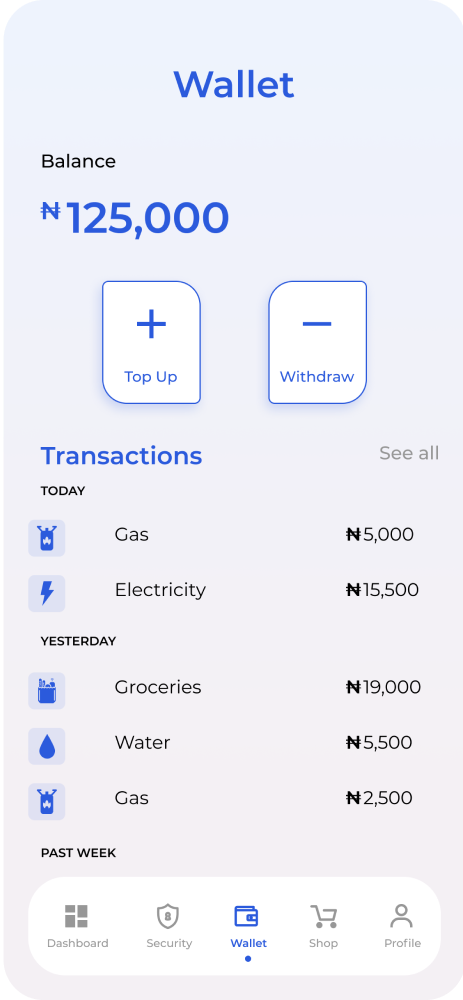 Wallet
Balance
₦125,000
Top Up Withdraw
Transactions See all
TODAY
Gas ₦5,000
Electricity ₦15,500
YESTERDAY
Groceries ₦19,000
Water ₦5,500
Gas ₦2,500
PAST WEEK
Dashboard Security Wallet Shop Profile